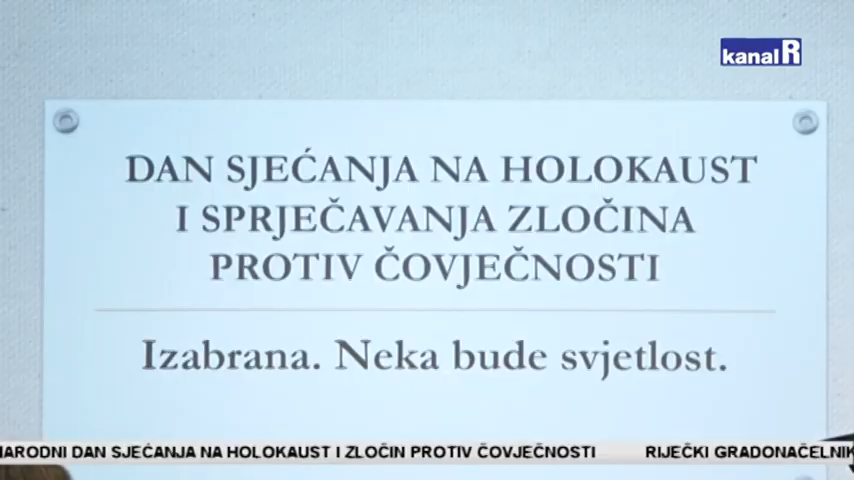 kanalR
DAN SJEĆANJA NA HOLOKAUST
I SPRJEČAVANJA ZLOČINA
PROTIV ČOVJEČNOSTI
Izabrana. Neka bude svjetlost.
NARODNI DAN SJEĆANJA NA HOLOKAUST I ZLOČIN PROTIV ČOVJEČNOSTI RIJEČKI GRADONAČELNIK